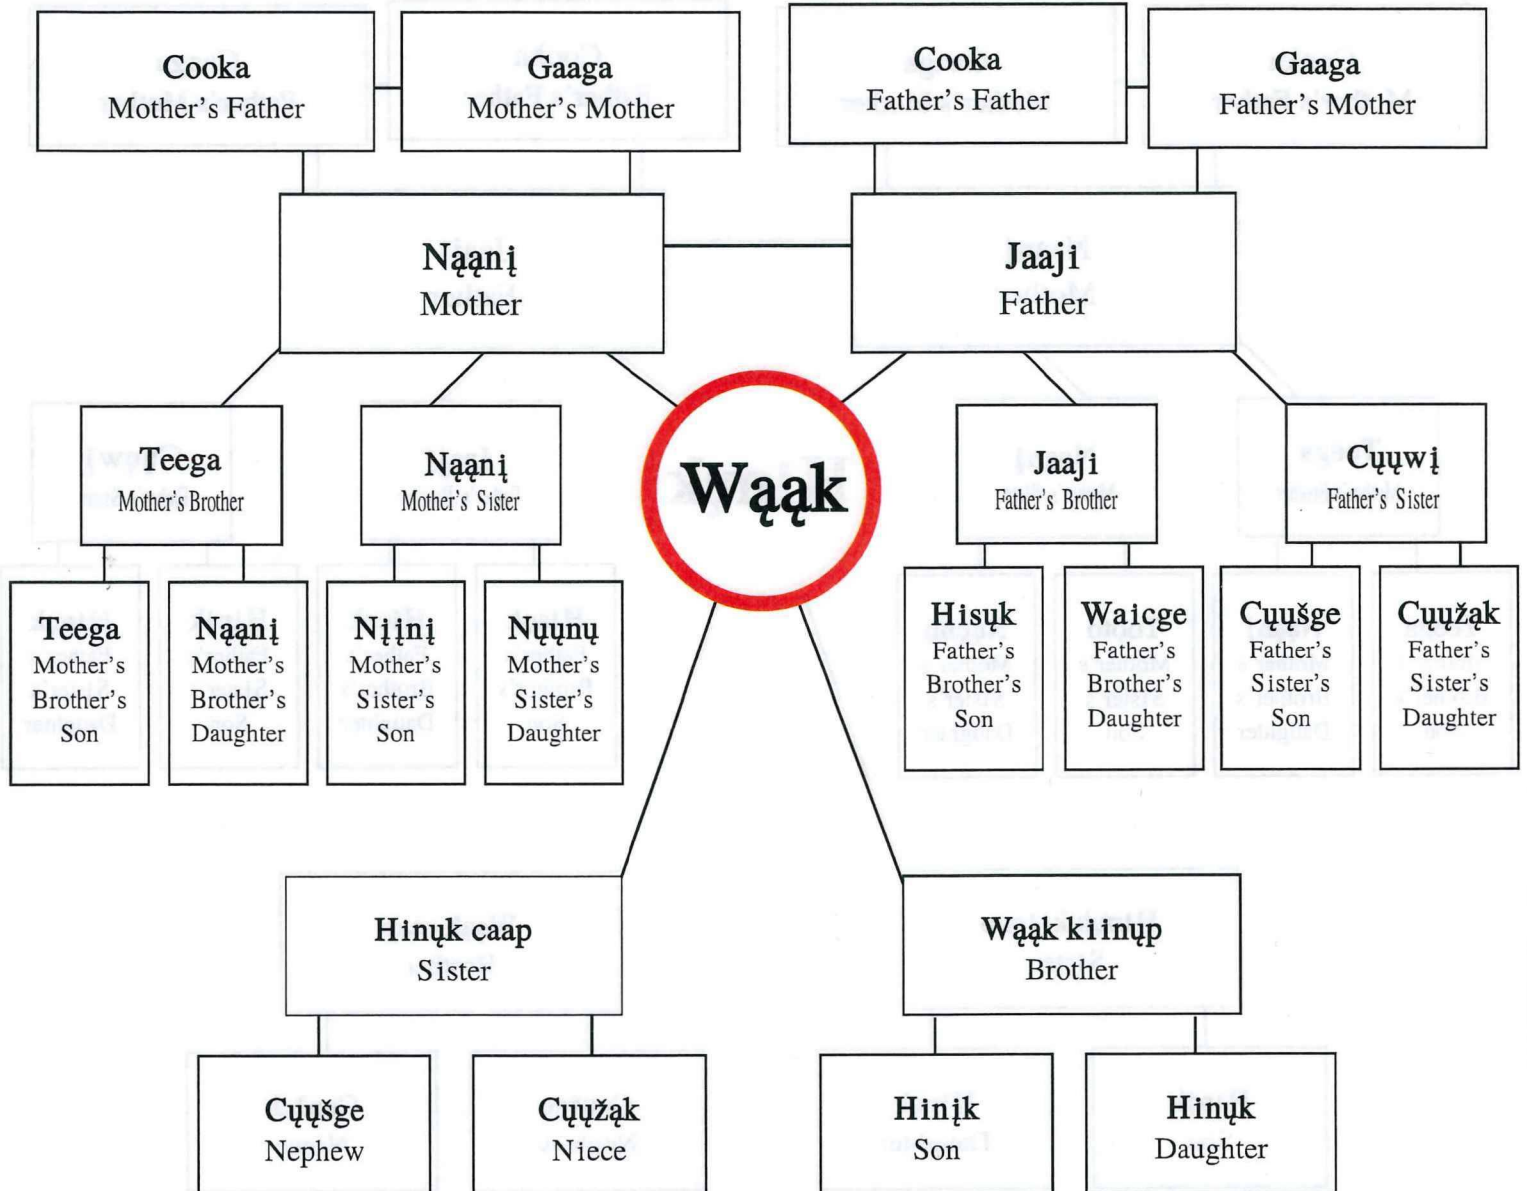 Cooka
Mother's Father
Gaaga
Mother's Mother
Cooka
Father's Father
Gaaga
Father's Mother
Nąąnį
Mother
Jaaji
Father
Teega
Mother's Brother
Nąąnį
Mother's Sister
Wąąk
Jaaji
Father's Brother
Cųųwį
Father's Sister
Teega
Mother's
Brother's
Son
Nąąnį
Mother's
Brother's
Daughter
Nįįnį
Mother's
Sister's
Son
Nųųnų
Mother's
Sister's
Daughter
Hisųk
Father's
Brother's
Son
Waicge
Father's
Brother's
Daughter
Cųųšge
Father's
Sister's
Son
Cųųžąk
Father's
Sister's
Daughter
Hinųk caap
Sister
Wąąk kiinųp
Brother
Cųųšge
Nephew
Cųųžąk
Niece
Hinįk
Son
Hinųk
Daughter